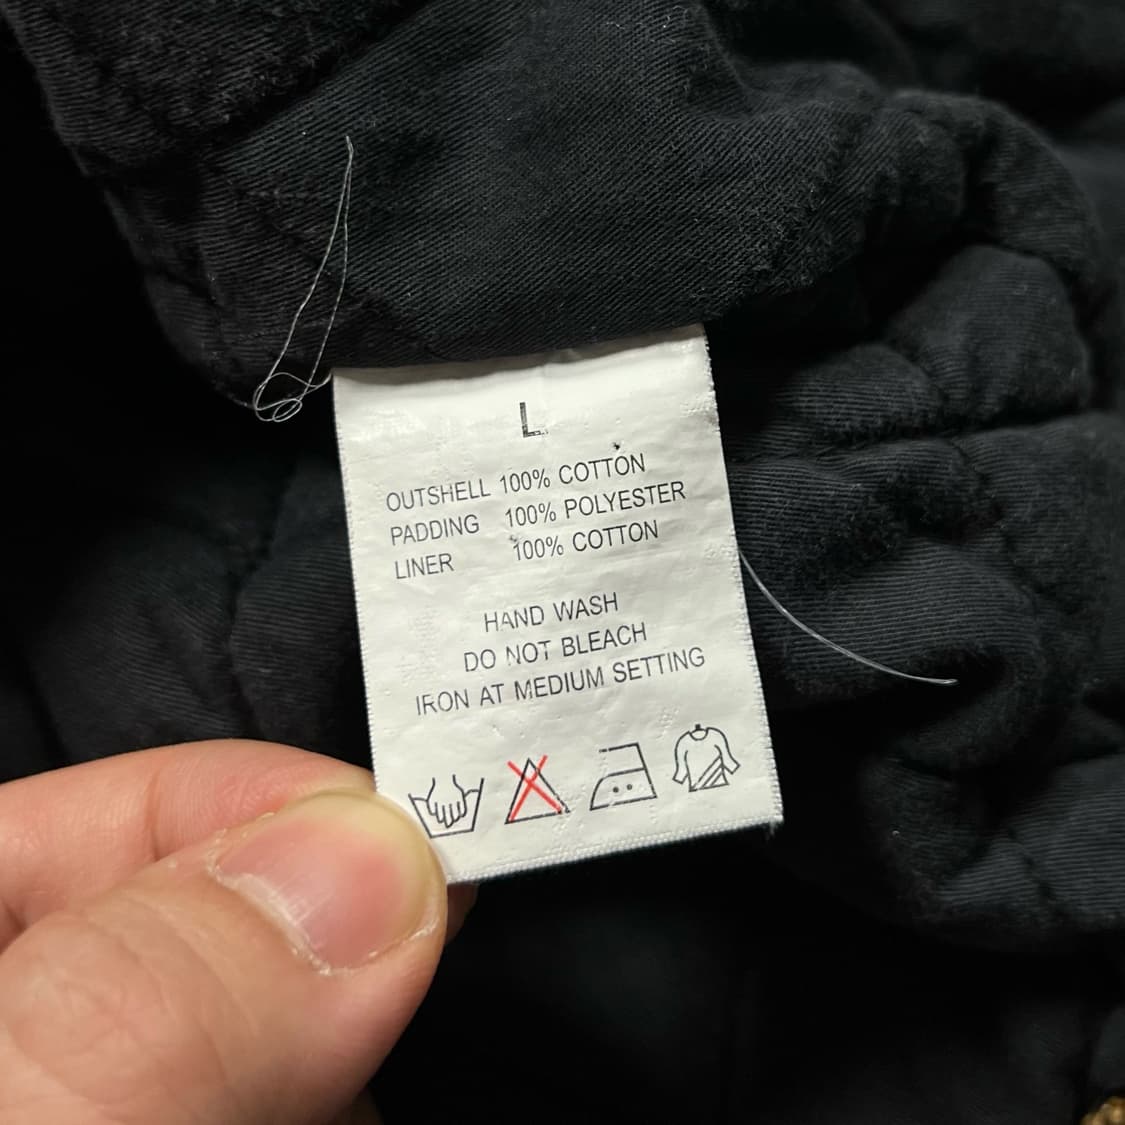 L
OUTSHELL 100% COTTON
PADDING 100% POLYESTER
LINER 100% COTTON
HAND WASH
DO NOT BLEACH
IRON AT MEDIUM SETTING